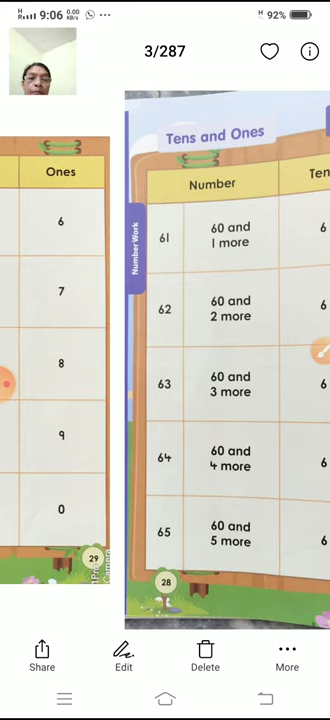 9:06 0.00 KB/s 92%
3/287
Ones
6
7
8
9
0
29
Tens and Ones
Number Work
Number
Ten
61 60 and 1 more 6
62 60 and 2 more 6
63 60 and 3 more 6
64 60 and 4 more 6
65 60 and 5 more 6
28
Share Edit Delete More